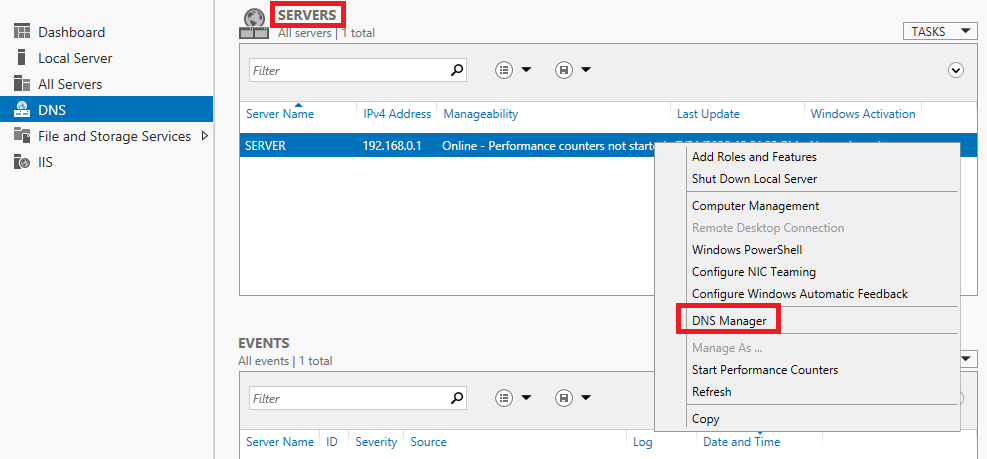 Dashboard
Local Server
All Servers
DNS
File and Storage Services
IIS
SERVERS
All servers | 1 total
TASKS
Filter
Server Name IPv4 Address Manageability Last Update Windows Activation
SERVER 192.168.0.1 Online - Performance counters not
Add Roles and Features
Shut Down Local Server
Computer Management
Remote Desktop Connection
Windows PowerShell
Configure NIC Teaming
Configure Windows Automatic Feedback
DNS Manager
Manage As ...
Start Performance Counters
Refresh
Copy
EVENTS
All events | 1 total
Filter
Server Name ID Severity Source Log Date and Time